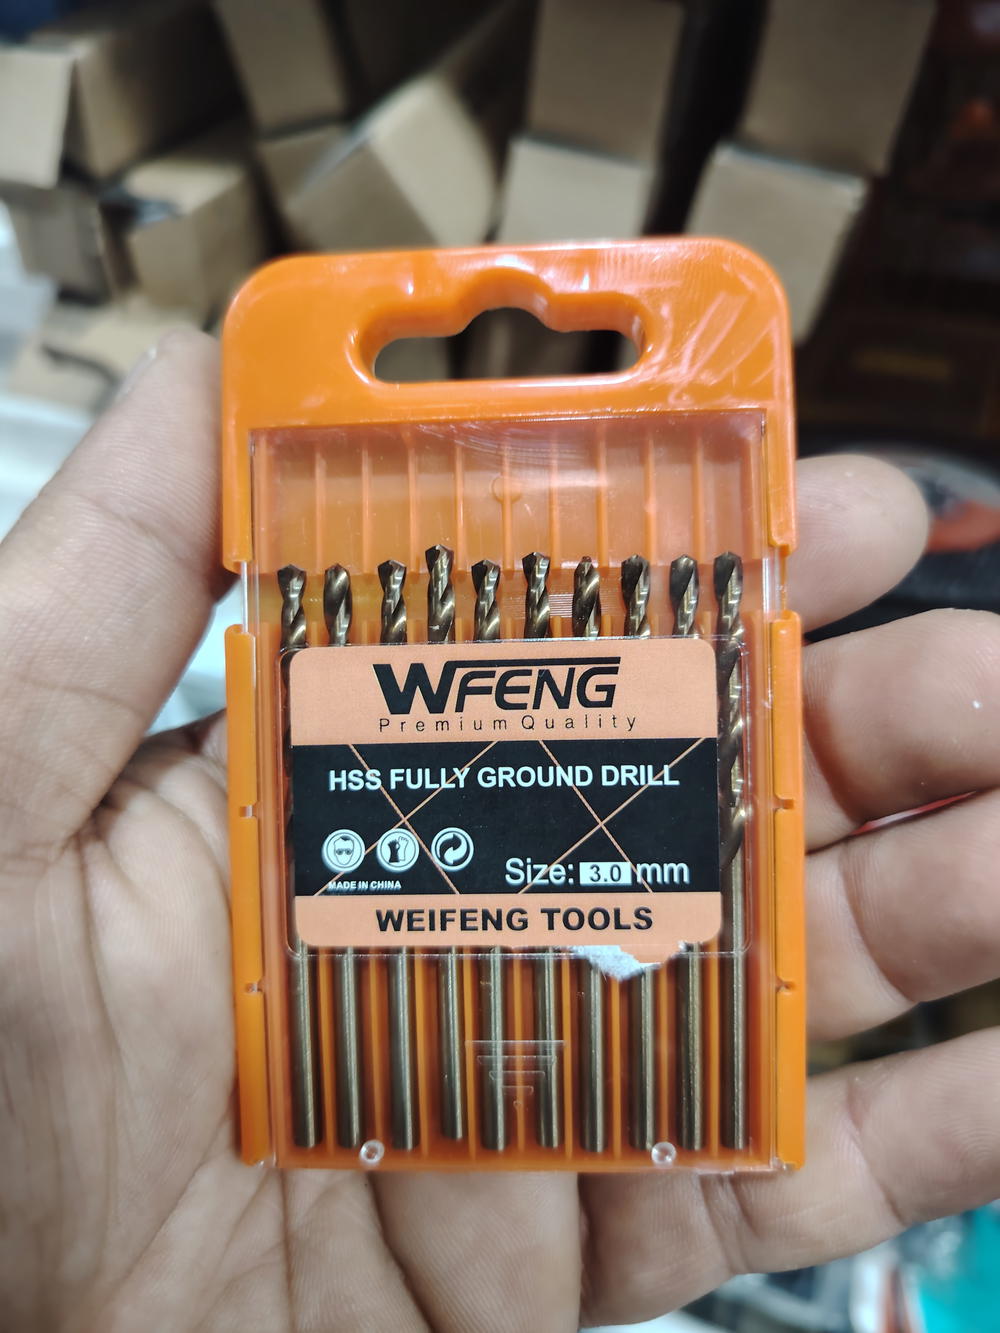 WFENG
Premium Quality
HSS FULLY GROUND DRILL
Size: 3.0 mm
MADE IN CHINA
WEIFENG TOOLS